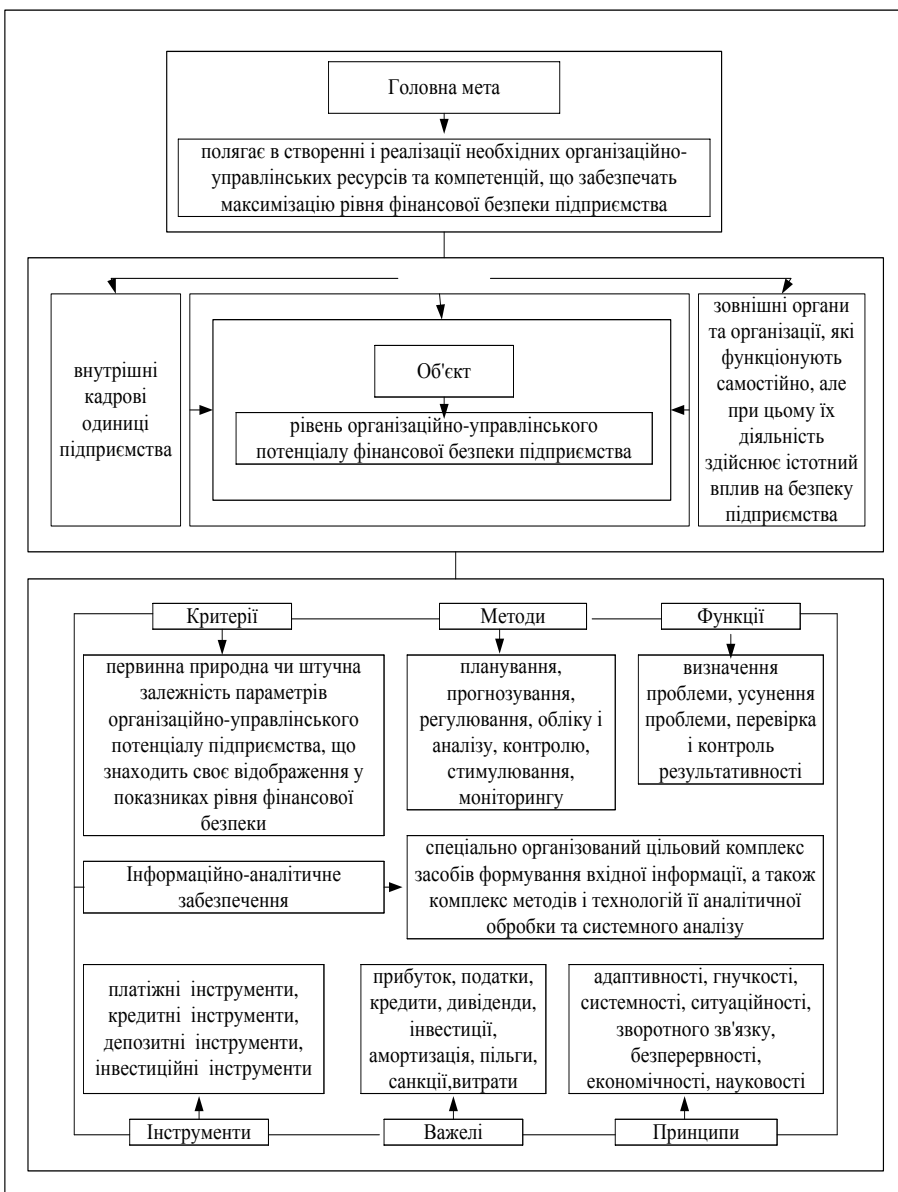 Головна мета
полягає в створенні і реалізації необхідних організаційно-
управлінських ресурсів та компетенцій, що забезпечать
максимізацію рівня фінансової безпеки підприємства
внутрішні
кадрові
одиниці
підприємства
Об'єкт
рівень організаційно-управлінського
потенціалу фінансової безпеки підприємства
зовнішні органи
та організації, які
функціонують
самостійно, але
при цьому їх
діяльність
здійснює істотний
вплив на безпеку
підприємства
Критерії
первинна природна чи штучна
залежність параметрів
організаційно-управлінського
потенціалу підприємства, що
знаходить своє відображення у
показниках рівня фінансової
безпеки
Методи
планування,
прогнозування,
регулювання, обліку і
аналізу, контролю,
стимулювання,
моніторингу
Функції
визначення
проблеми, усунення
проблеми, перевірка
і контроль
результативності
Інформаційно-аналітичне
забезпечення
спеціально організований цільовий комплекс
засобів формування вхідної інформації, а також
комплекс методів і технологій її аналітичної
обробки та системного аналізу
платіжні інструменти,
кредитні інструменти,
депозитні інструменти,
інвестиційні інструменти
Інструменти
прибуток, податки,
кредити, дивіденди,
інвестиції,
амортизація, пільги,
санкції,витрати
Важелі
адаптивності, гнучкості,
системності, ситуаційності,
зворотного зв'язку,
безперервності,
економічності, науковості
Принципи